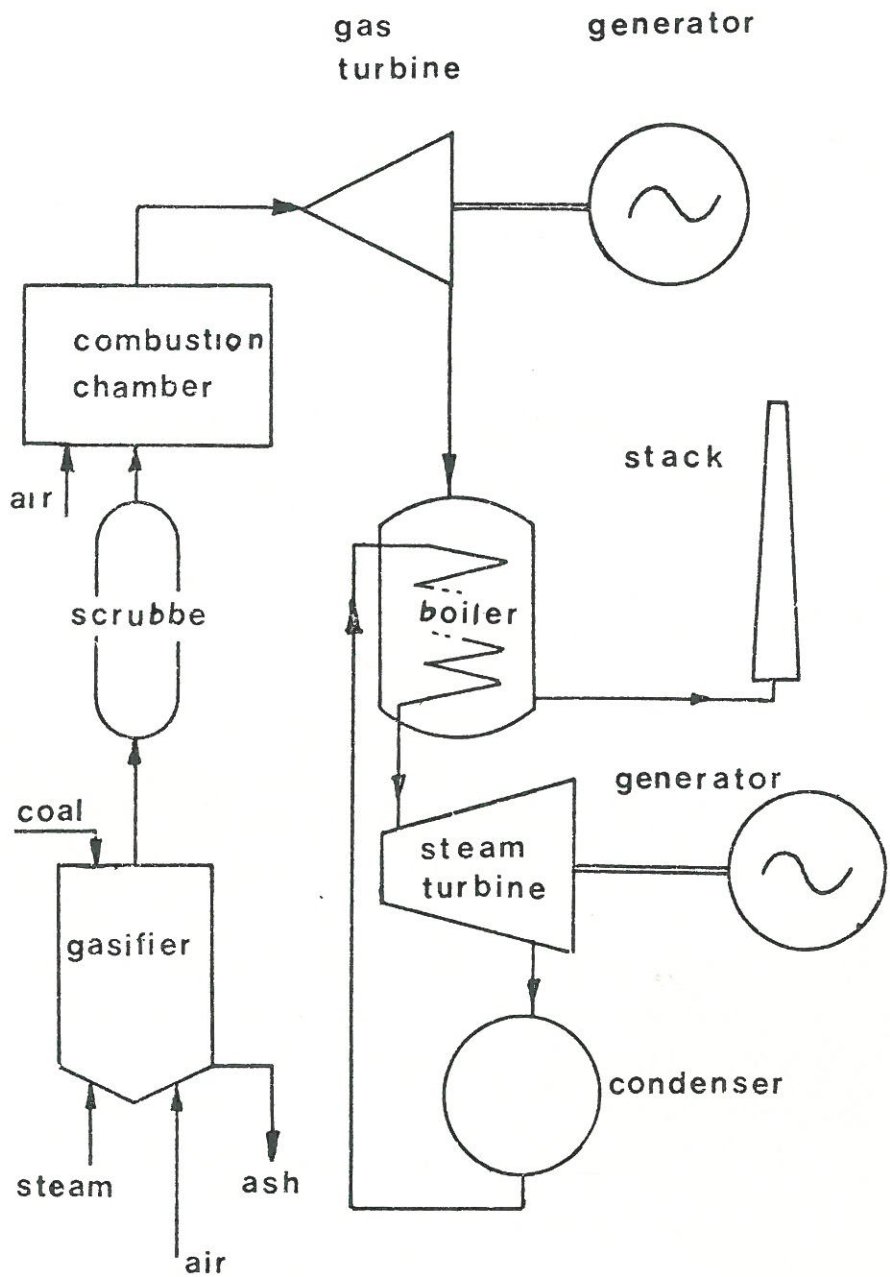 gas
turbine
generator
combustion
chamber
air
stack
scrubbe
boiler
coal
generator
steam
turbine
gasifier
condenser
steam
ash
air